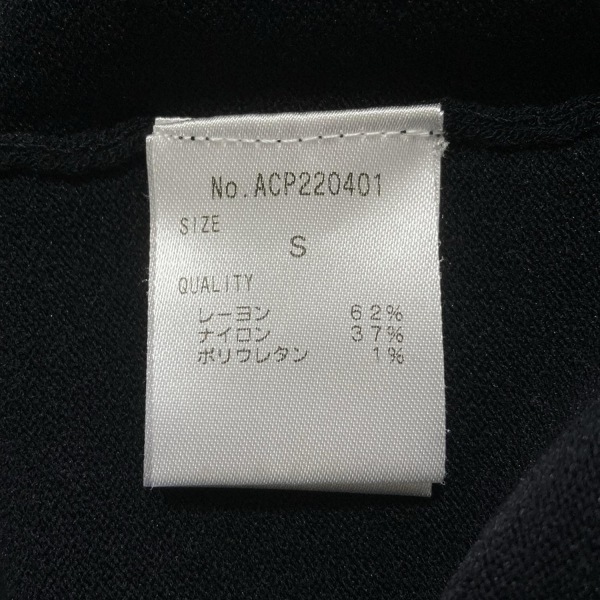 No.ACP220401
SIZE
S
QUALITY
レーヨン 62%
ナイロン 37%
ポリウレタン 1%